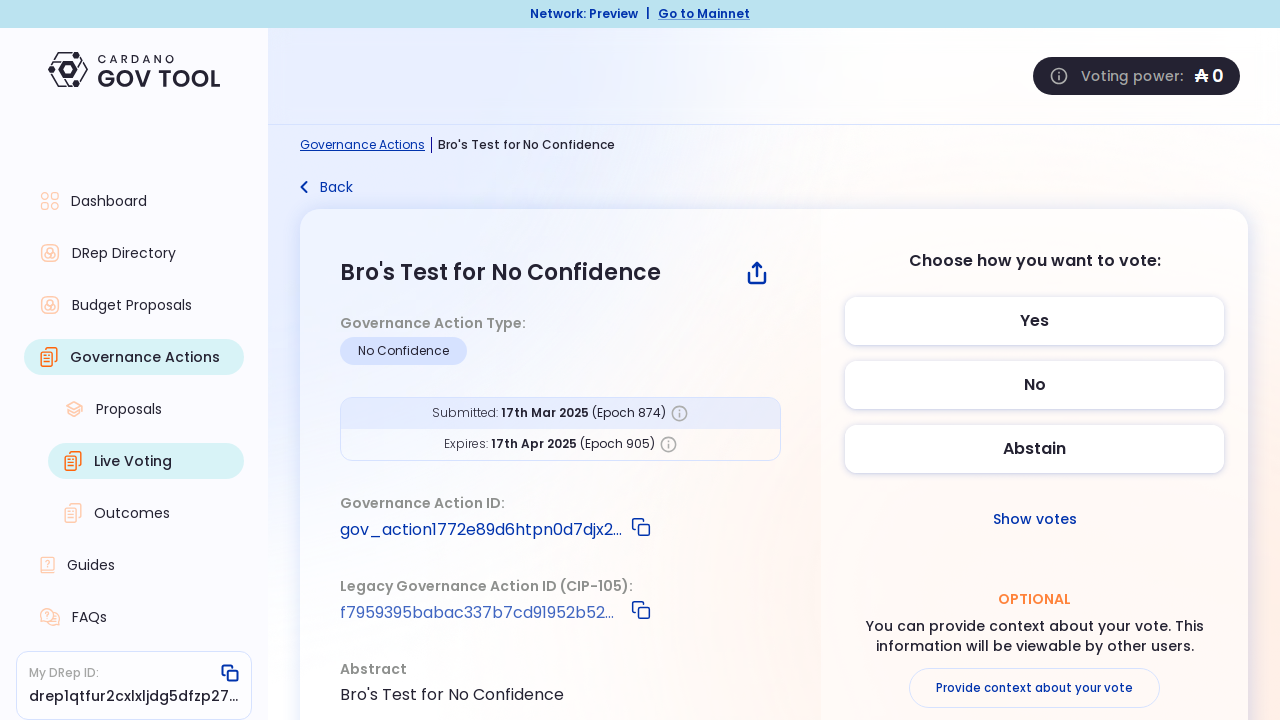 Network: Preview | Go to Mainnet
CARDANO
GOV TOOL
Voting power: ₳ 0
Governance Actions | Bro's Test for No Confidence
Back
Dashboard
DRep Directory
Budget Proposals
Governance Actions
Proposals
Live Voting
Outcomes
Guides
FAQs
My DRep ID:
drep1qtfur2cxlxljdg5dfzp27...
Bro's Test for No Confidence
Governance Action Type:
No Confidence
Submitted: 17th Mar 2025 (Epoch 874)
Expires: 17th Apr 2025 (Epoch 905)
Governance Action ID:
gov_action1772e89d6htpn0d7djx2...
Legacy Governance Action ID (CIP-105):
f7959395babac337b7cd91952b52...
Abstract
Bro's Test for No Confidence
Choose how you want to vote:
Yes
No
Abstain
Show votes
OPTIONAL
You can provide context about your vote. This
information will be viewable by other users.
Provide context about your vote